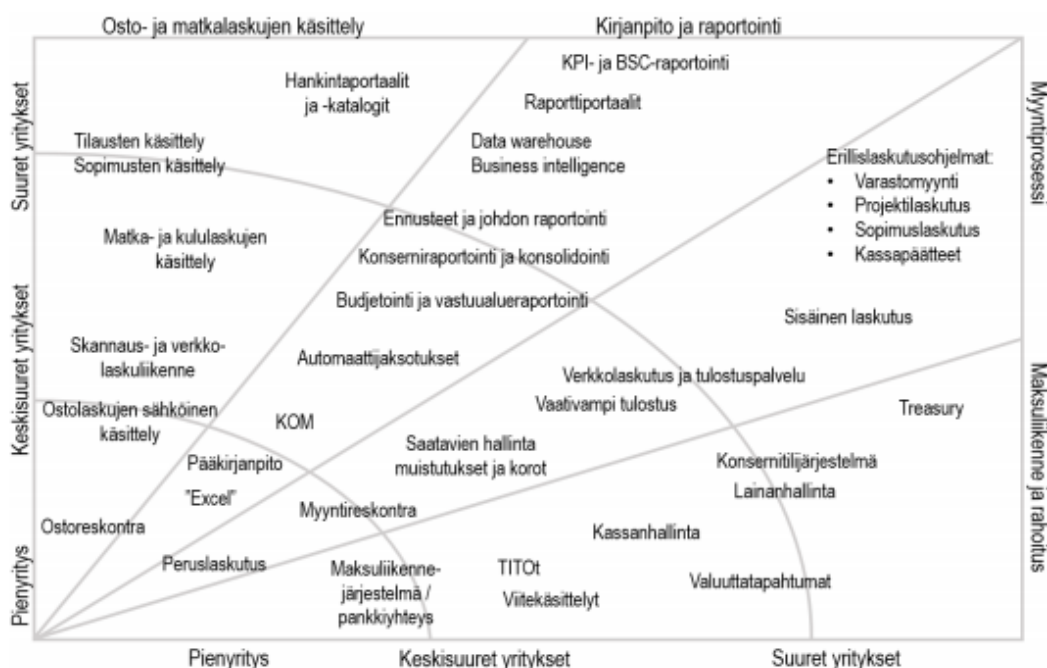 Osto- ja matkalaskujen käsittely
Kirjanpito ja raportointi
KPI- ja BSC-raportointi
Hankintaportaalit
ja -katalogit
Raporttiportaalit
Tilausten käsittely
Sopimusten käsittely
Data warehouse
Business intelligence
Erillislaskutusohjelmat:
• Varastomyynti
• Projektilaskutus
• Sopimuslaskutus
• Kassapäätteet
Suuret yritykset
Myyntiprosessi
Ennusteet ja johdon raportointi
Matka- ja kululaskujen
käsittely
Konserniraportointi ja konsolidointi
Budjetointi ja vastuualueraportointi
Sisäinen laskutus
Skannaus- ja verkko-
laskuliikenne
Automaattijaksotukset
Verkkolaskutus ja tulostuspalvelu
Keskisuuret yritykset
Ostolaskujen sähköinen
käsittely
KOM
Vaativampi tulostus
Treasury
Saatavien hallinta
muistutukset ja korot
Pääkirjanpito
Konsernitilijärjestelmä
Lainanhallinta
"Excel"
Myyntireskontra
Maksuliikenne ja rahoitus
Ostoreskontra
Kassanhallinta
Peruslaskutus
Maksuliikenne-
järjestelmä /
pankkiyhteys
TITOt
Viitekäsittelyt
Valuuttatapahtumat
Pienyritys
Pienyritys
Keskisuuret yritykset
Suuret yritykset